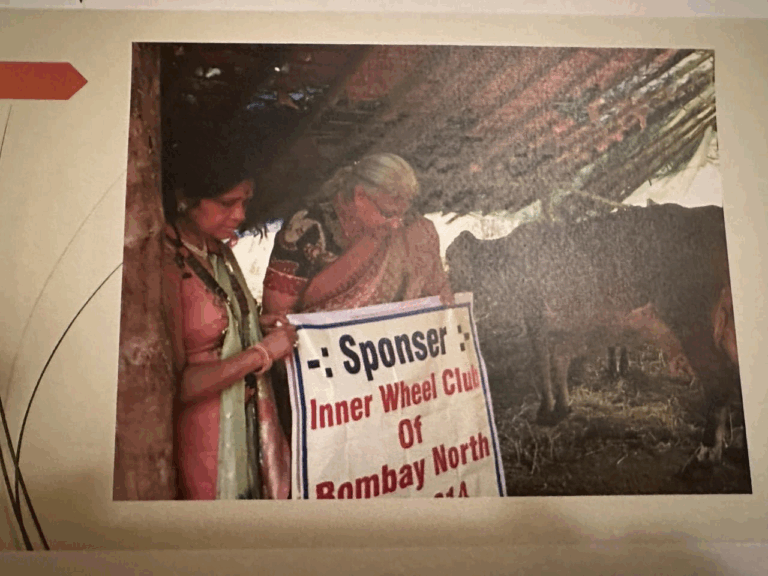 -: Sponser :-
Inner Wheel Club
Of
Bombay North